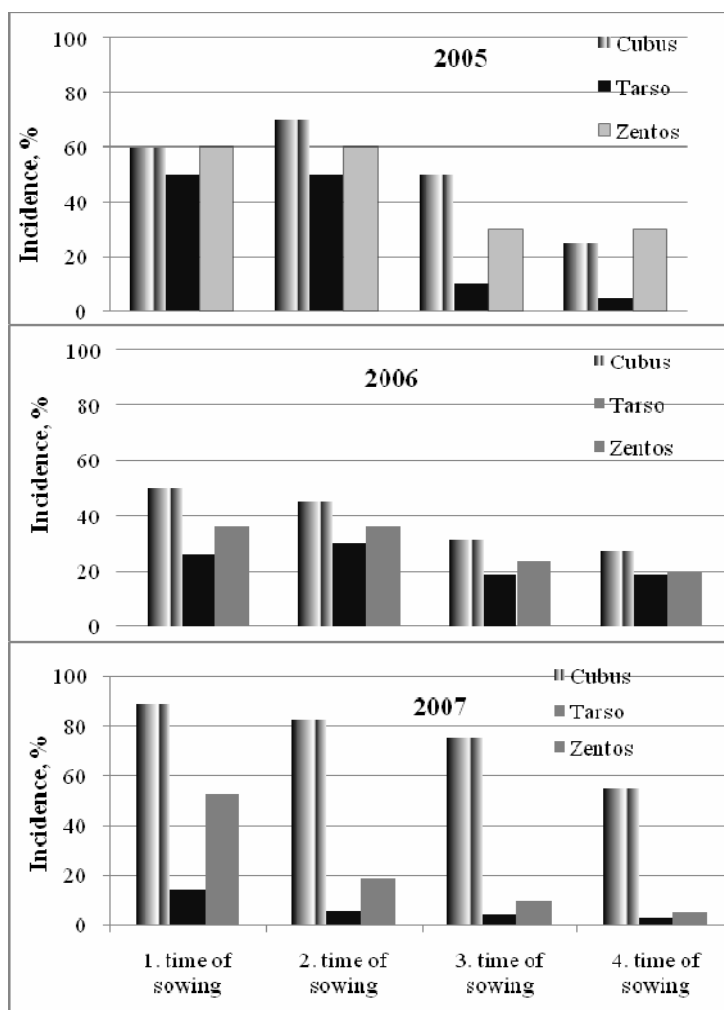 100
80
60
40
20
0
Incidence, %
2005
Cubus
Tarso
Zentos
100
80
60
40
20
0
Incidence, %
2006
Cubus
Tarso
Zentos
100
80
60
40
20
0
Incidence, %
2007
Cubus
Tarso
Zentos
1. time of
sowing
2. time of
sowing
3. time of
sowing
4. time of
sowing